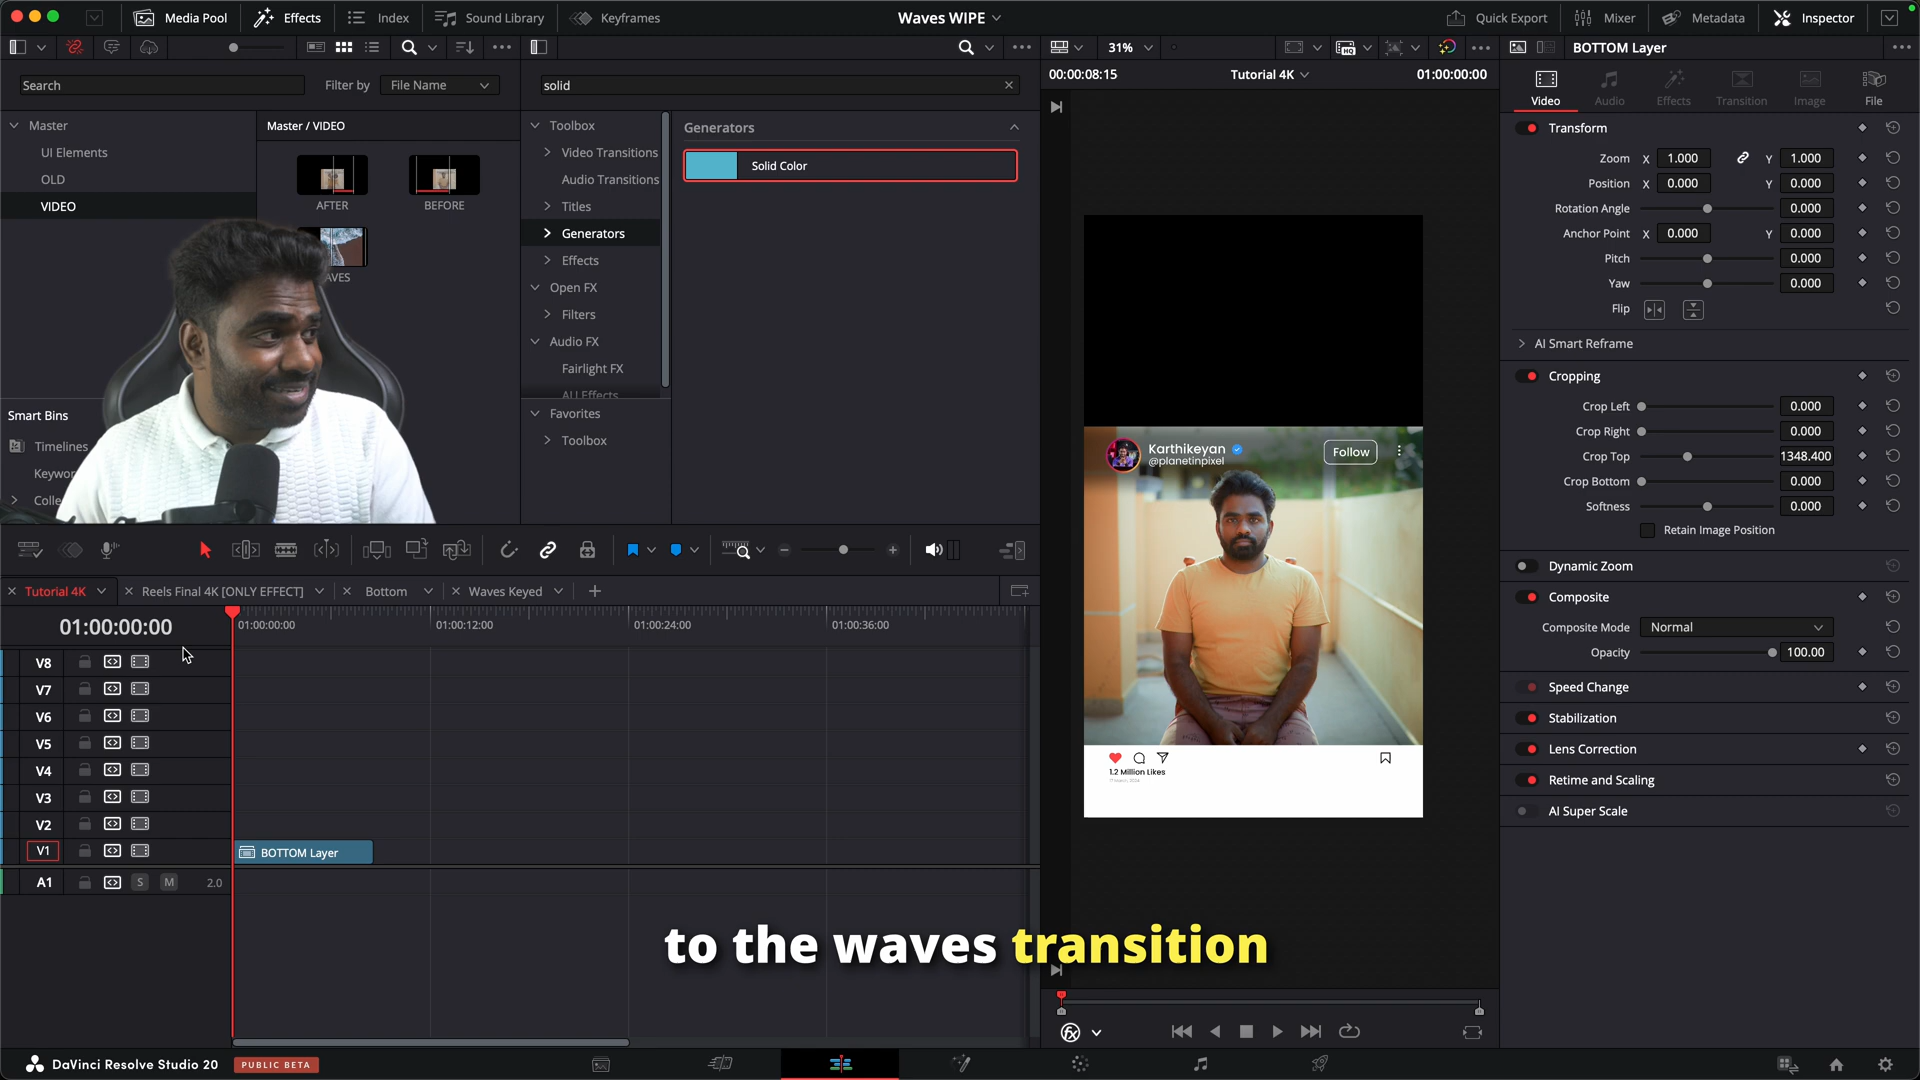 Media Pool
Effects
Index
Sound Library
Keyframes
Waves WIPE
Quick Export
Mixer
Metadata
Inspector
31%
BOTTOM Layer
Search
Filter by
File Name
solid
00:00:08:15
Tutorial 4K
01:00:00:00
Video
Audio
Effects
Transition
Image
File
Master
UI Elements
OLD
VIDEO
Master / VIDEO
AFTER
BEFORE
AVES
Smart Bins
Timelines
Keywor
Colle
Toolbox
Video Transitions
Audio Transitions
Titles
Generators
Effects
Open FX
Filters
Audio FX
Fairlight FX
AU Effects
Favorites
Toolbox
Generators
Solid Color
Karthikeyan
@planetinpixel
Follow
1.2 Million Likes
Transform
Zoom X 1.000 Y 1.000
Position X 0.000 Y 0.000
Rotation Angle 0.000
Anchor Point X 0.000 Y 0.000
Pitch 0.000
Yaw 0.000
Flip
AI Smart Reframe
Cropping
Crop Left 0.000
Crop Right 0.000
Crop Top 1348.400
Crop Bottom 0.000
Softness 0.000
Retain Image Position
Dynamic Zoom
Composite
Composite Mode Normal
Opacity 100.00
Speed Change
Stabilization
Lens Correction
Retime and Scaling
AI Super Scale
Tutorial 4K
Reels Final 4K [ONLY EFFECT]
Bottom
Waves Keyed
01:00:00:00
01:00:00:00
01:00:12:00
01:00:24:00
01:00:36:00
V8
V7
V6
V5
V4
V3
V2
V1
BOTTOM Layer
A1 S M 2.0
to the waves transition
DaVinci Resolve Studio 20
PUBLIC BETA